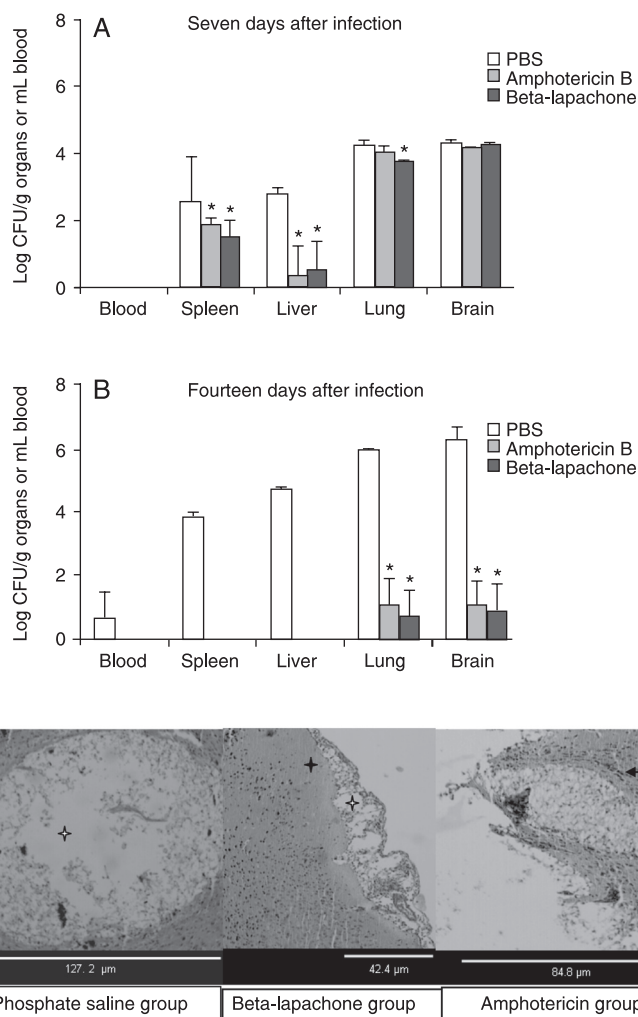 A
Seven days after infection
PBS
Amphotericin B
Beta-lapachone
Log CFU/g organs or mL blood
8
6
4
2
0
* * * * *
Blood Spleen Liver Lung Brain
B
Fourteen days after infection
PBS
Amphotericin B
Beta-lapachone
Log CFU/g organs or mL blood
8
6
4
2
0
* * * *
Blood Spleen Liver Lung Brain
127. 2 µm
42.4 µm
84.8 µm
Phosphate saline group
Beta-lapachone group
Amphotericin group